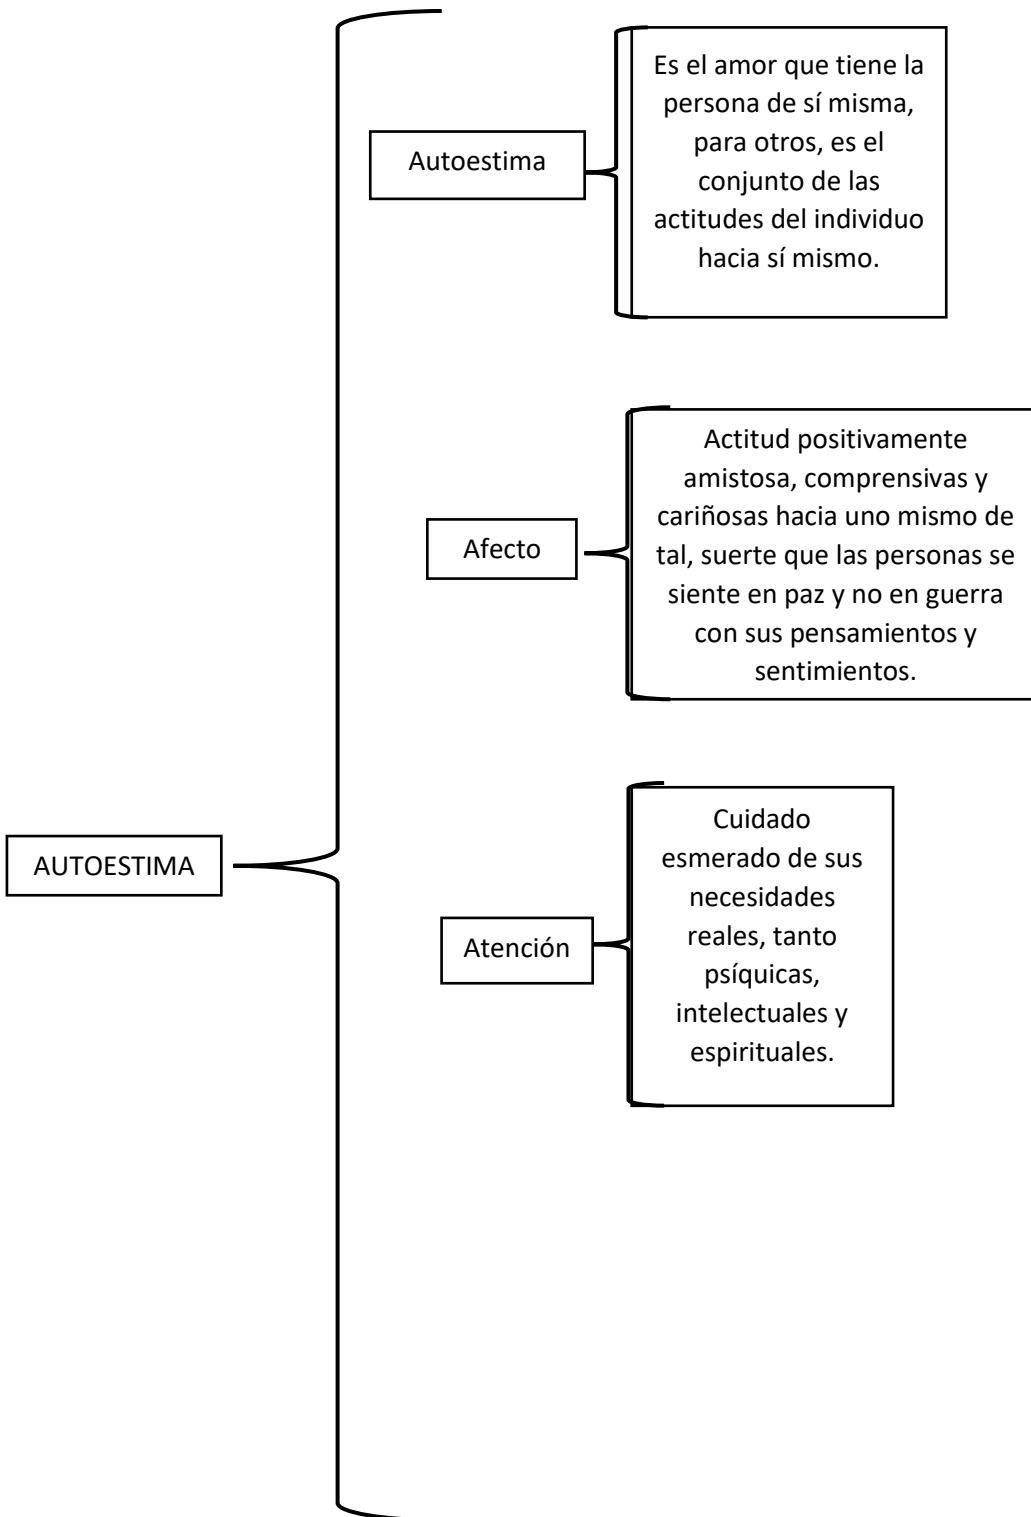 AUTOESTIMA
Autoestima
Es el amor que tiene la
persona de sí misma,
para otros, es el
conjunto de las
actitudes del individuo
hacia sí mismo.
Afecto
Actitud positivamente
amistosa, comprensivas y
cariñosas hacia uno mismo de
tal, suerte que las personas se
siente en paz y no en guerra
con sus pensamientos y
sentimientos.
Atención
Cuidado
esmerado de sus
necesidades
reales, tanto
psíquicas,
intelectuales y
espirituales.